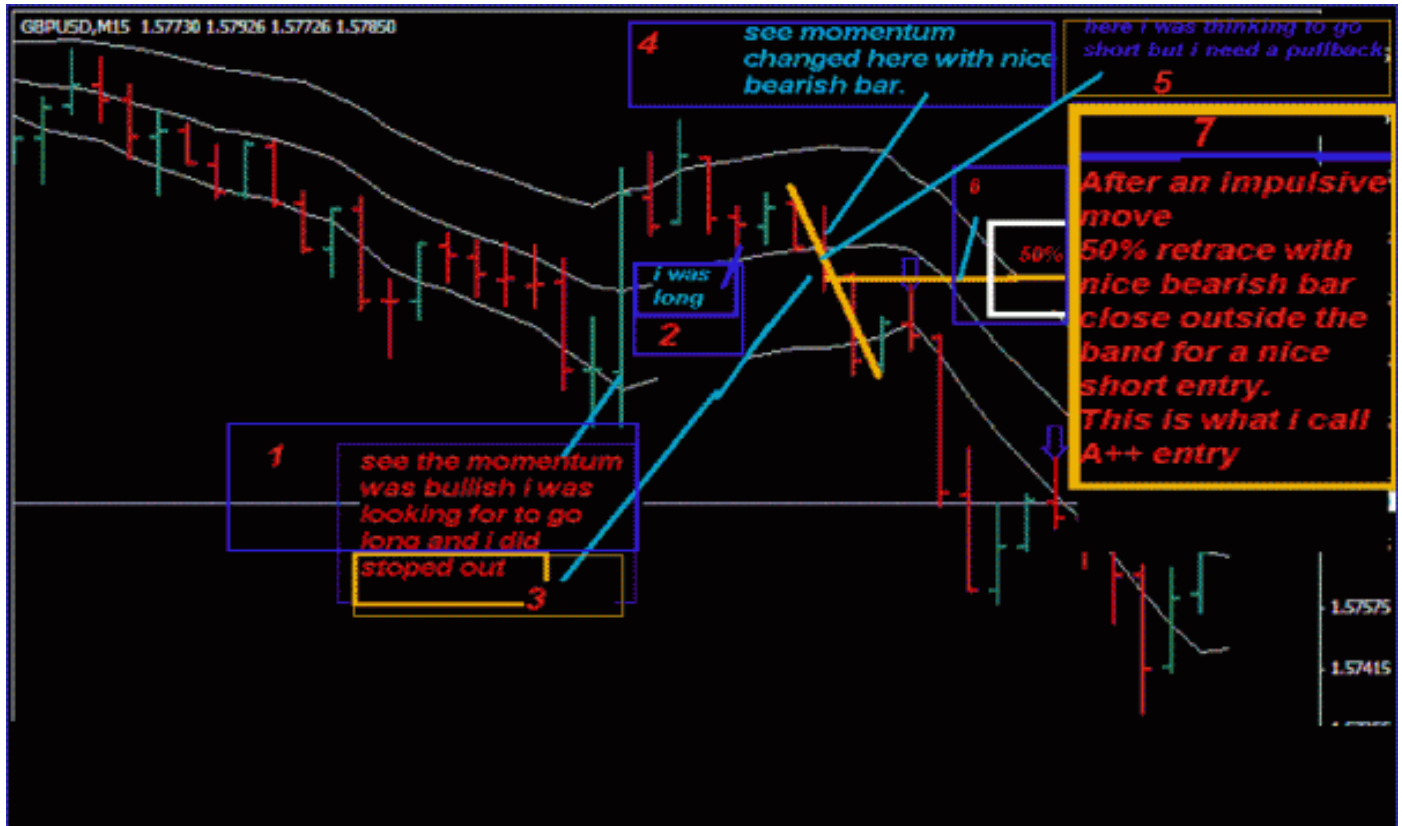 GBPUSD,M15 1.57730 1.57926 1.57726 1.57850
4
see momentum
changed here with nice
bearish bar.
here i was thinking to go
short but i need a pullback
5
7
After an impulsive
move
50% retrace with
nice bearish bar
close outside the
band for a nice
short entry.
This is what i call
A++ entry
6
50%
i was
long
2
1
see the momentum
was bullish i was
looking for to go
long and i did
stoped out
3
1.57575
1.57415